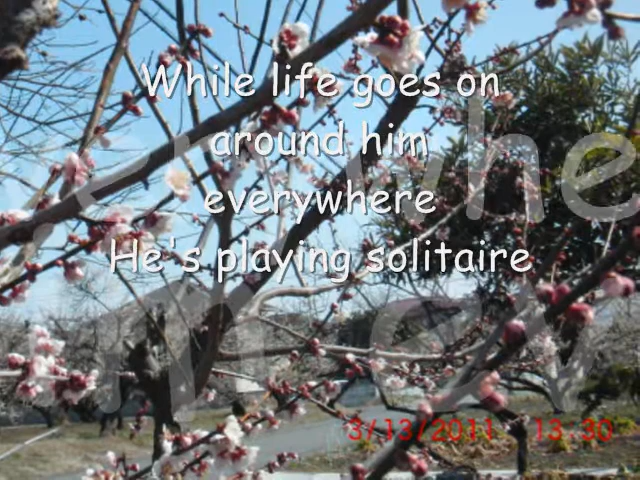 While life goes on
around him
everywhere
He's playing solitaire
3/13/2011 13:30